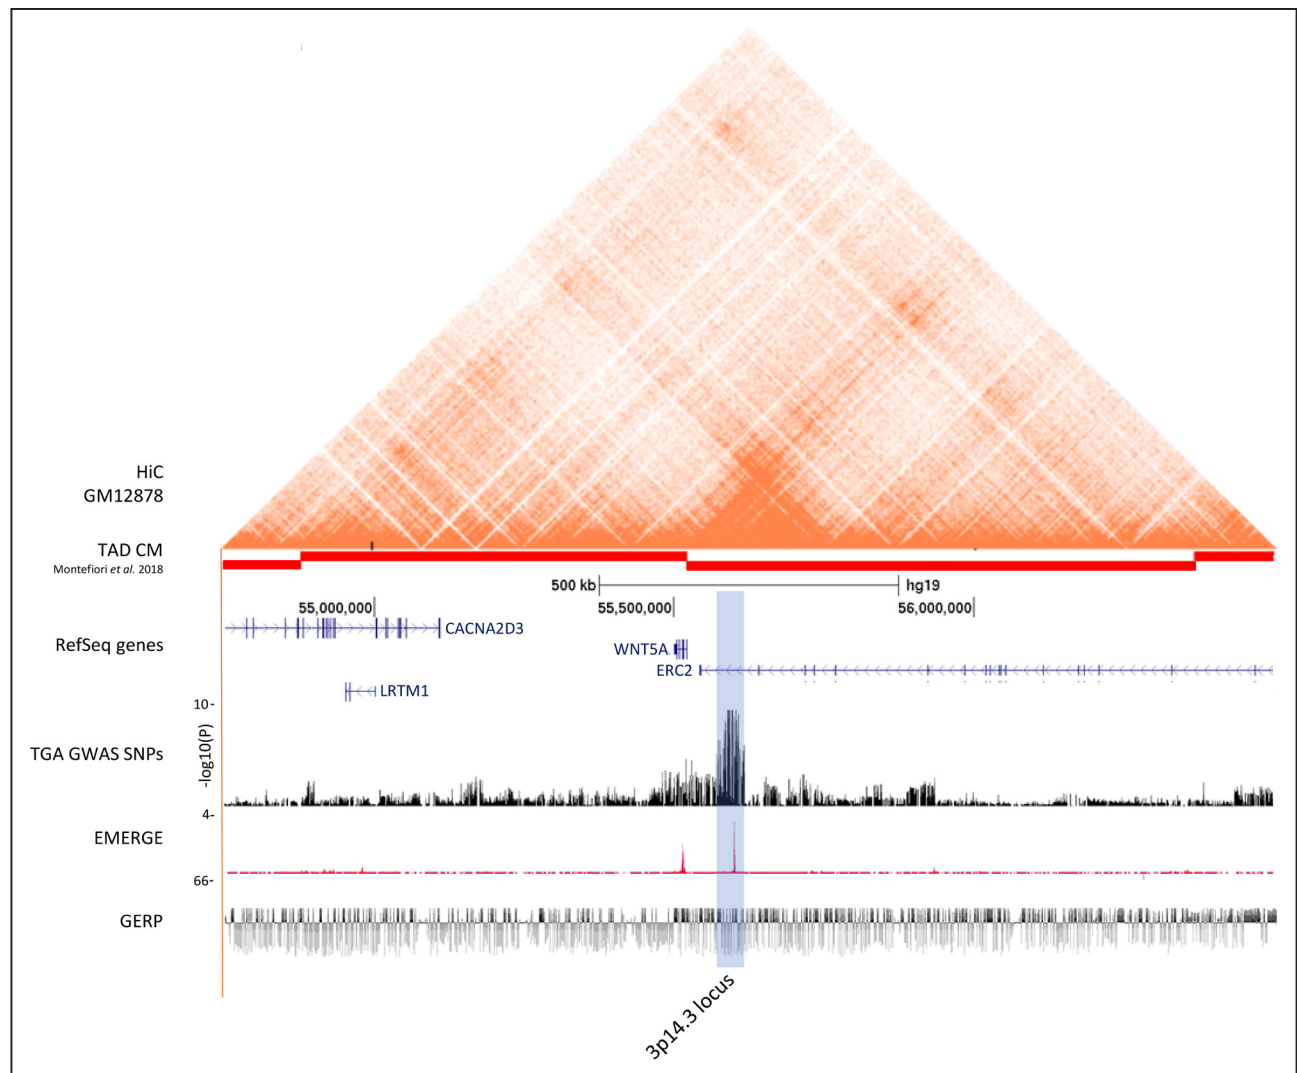 HiC
GM12878
TAD CM
Montefiori et al. 2018
500 kb
hg19
55,000,000
55,500,000
56,000,000
CACNA2D3
RefSeq genes
WNT5A
ERC2
LRTM1
10-
-log10(P)
TGA GWAS SNPs
4-
EMERGE
66-
GERP
3p14.3 locus